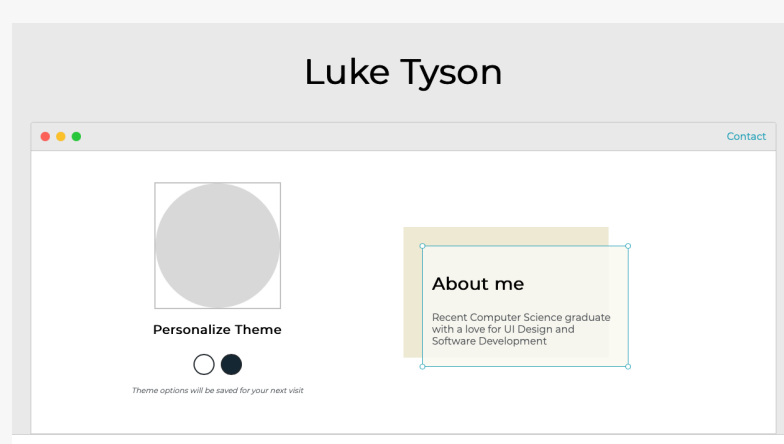 Luke Tyson
Contact
Personalize Theme
Theme options will be saved for your next visit
About me
Recent Computer Science graduate
with a love for UI Design and
Software Development